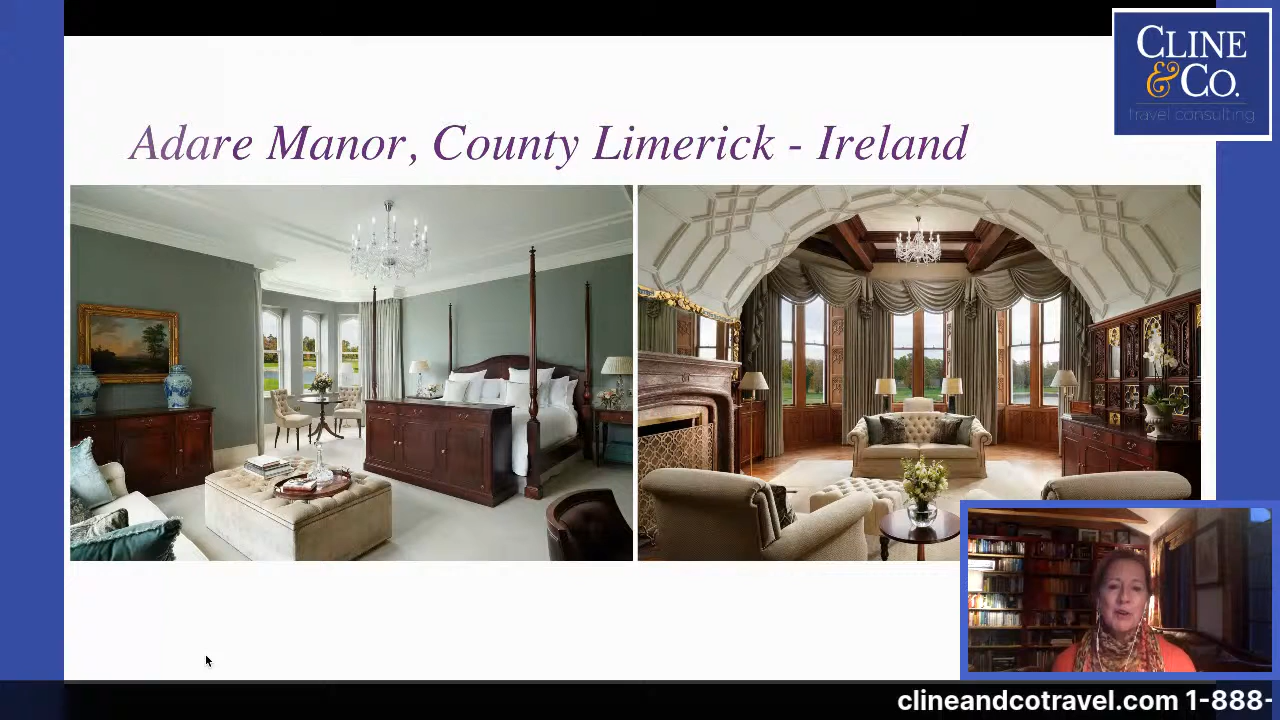 Adare Manor, County Limerick - Ireland
CLINE
& CO.
travel consulting
clineandcotravel.com 1-888-